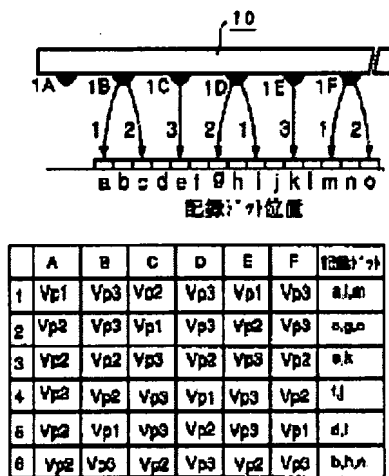 10
1A 1B 1C 1D 1E 1F
1 2 3 2 1 3 1 2
a b c d e f g h i j k l m n o
記録ドット位置
A B C D E F 記録ドット
1 Vp1 Vp3 Vp2 Vp3 Vp1 Vp3 a,i,m
2 Vp2 Vp3 Vp1 Vp3 Vp2 Vp3 c,g,o
3 Vp2 Vp2 Vp3 Vp2 Vp3 Vp2 e,k
4 Vp2 Vp2 Vp3 Vp1 Vp3 Vp2 f,j
5 Vp2 Vp1 Vp3 Vp2 Vp3 Vp1 d,l
6 Vp2 Vp3 Vp2 Vp3 Vp2 Vp3 b,h,n